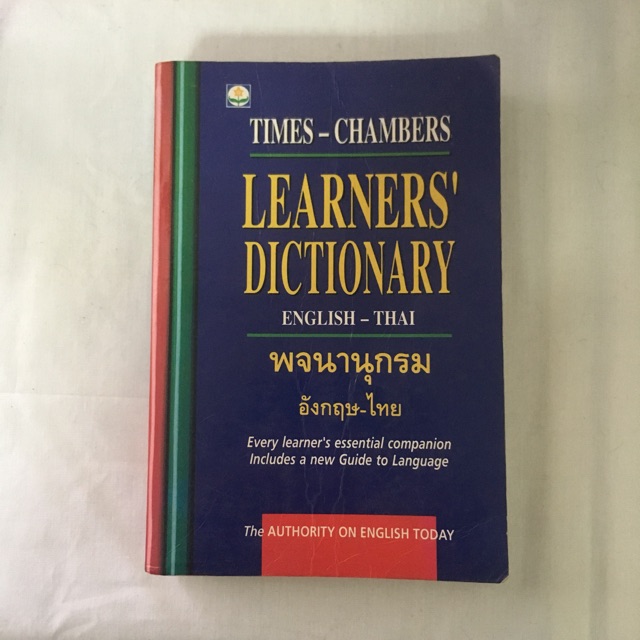 TIMES – CHAMBERS
LEARNERS'
DICTIONARY
ENGLISH – THAI
พจนานุกรม
อังกฤษ-ไทย
Every learner's essential companion
Includes a new Guide to Language
The AUTHORITY ON ENGLISH TODAY